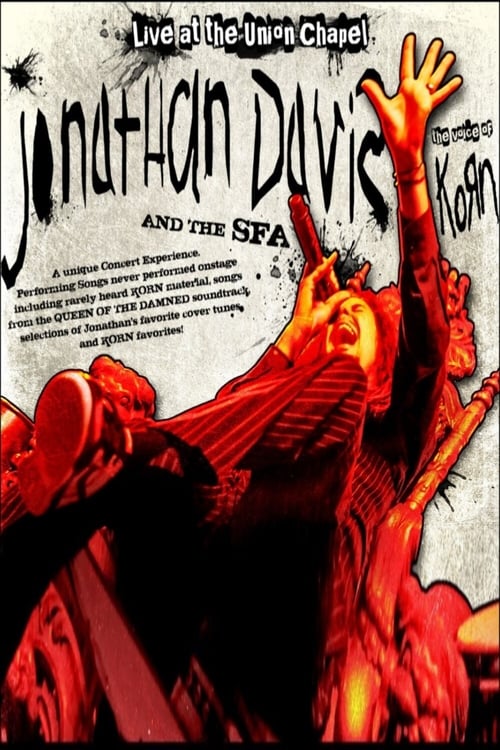 Live at the Union Chapel
Jonathan Davis
the voice of
KoRn
AND THE SFA
A unique Concert Experience.
Performing Songs never performed onstage
including rarely heard KORN material, songs
from the QUEEN OF THE DAMNED soundtrack,
selections of Jonathan's favorite cover tunes,
and KORN favorites!